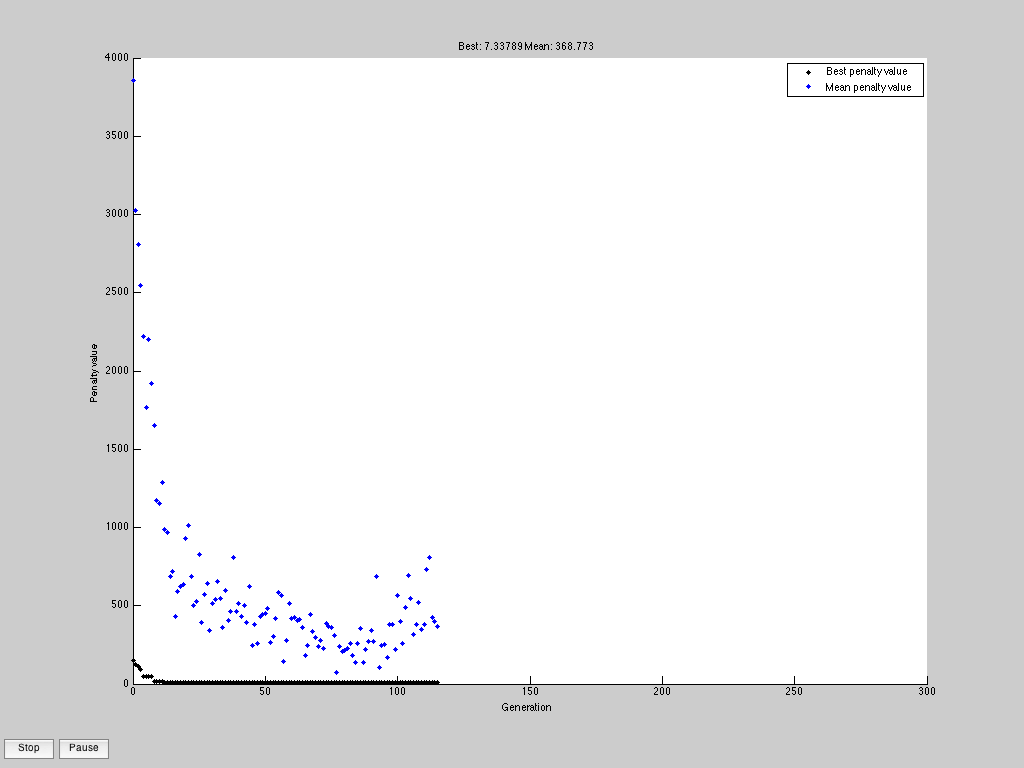 Best: 7.33789 Mean: 368.773
4000
3500
3000
2500
2000
1500
1000
500
0
Penalty value
Best penalty value
Mean penalty value
0 50 100 150 200 250 300
Generation
Stop Pause